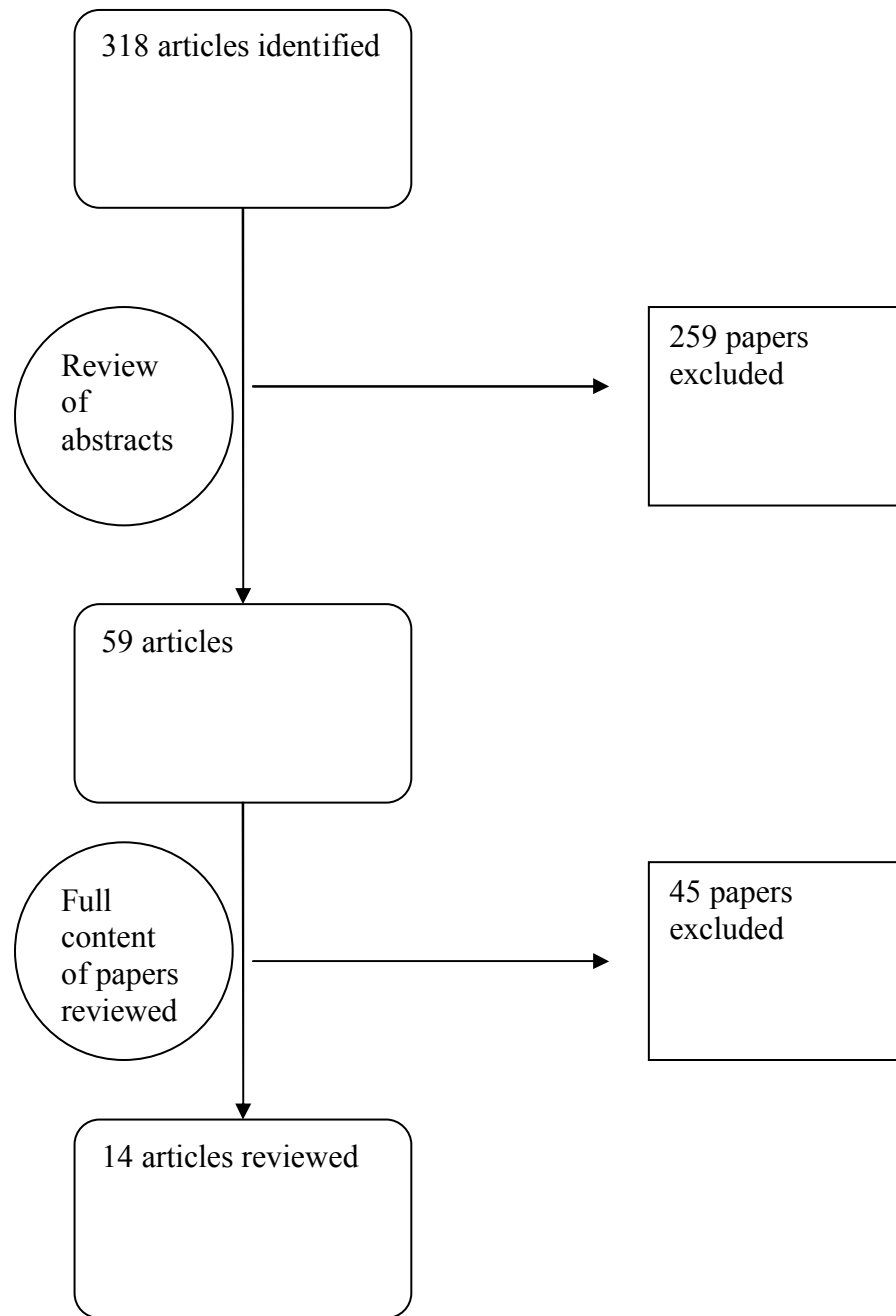 318 articles identified
Review
of
abstracts
259 papers
excluded
59 articles
Full
content
of papers
reviewed
45 papers
excluded
14 articles reviewed